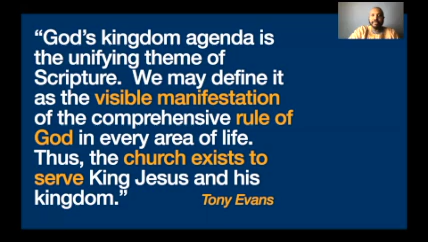 “God’s kingdom agenda is
the unifying theme of
Scripture.  We may define it
as the visible manifestation
of the comprehensive rule of
God in every area of life.
Thus, the church exists to
serve King Jesus and his
kingdom.”
Tony Evans